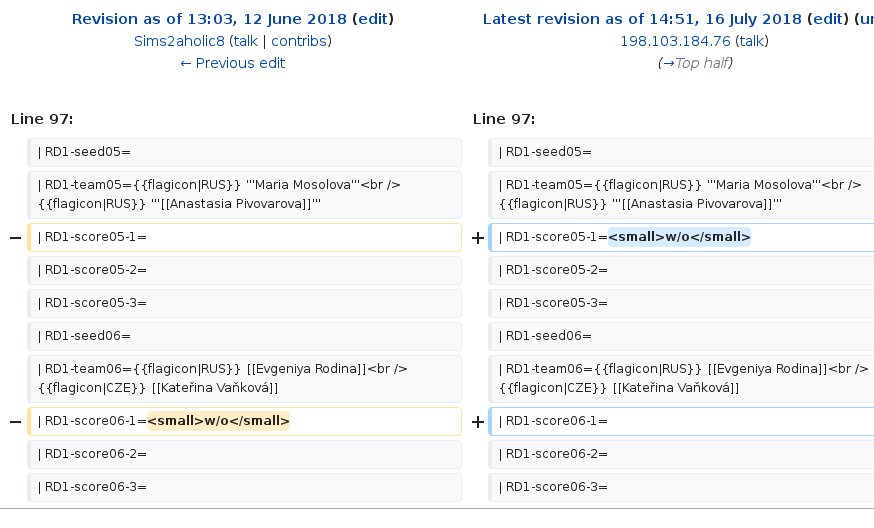 Revision as of 13:03, 12 June 2018 (edit)
Sims2aholic8 (talk | contribs)
← Previous edit
Latest revision as of 14:51, 16 July 2018 (edit) (un
198.103.184.76 (talk)
(→Top half)
Line 97:
Line 97:
| RD1-seed05=
| RD1-seed05=
| RD1-team05={{flagicon|RUS}} '''Maria Mosolova'''<br />
{{flagicon|RUS}} '''[[Anastasia Pivovarova]]'''
| RD1-team05={{flagicon|RUS}} '''Maria Mosolova'''<br />
{{flagicon|RUS}} '''[[Anastasia Pivovarova]]'''
− | RD1-score05-1=
+ | RD1-score05-1=<small>w/o</small>
| RD1-score05-2=
| RD1-score05-2=
| RD1-score05-3=
| RD1-score05-3=
| RD1-seed06=
| RD1-seed06=
| RD1-team06={{flagicon|RUS}} [[Evgeniya Rodina]]<br />
{{flagicon|CZE}} [[Kateřina Vaňková]]
| RD1-team06={{flagicon|RUS}} [[Evgeniya Rodina]]<br />
{{flagicon|CZE}} [[Kateřina Vaňková]]
− | RD1-score06-1=<small>w/o</small>
+ | RD1-score06-1=
| RD1-score06-2=
| RD1-score06-2=
| RD1-score06-3=
| RD1-score06-3=